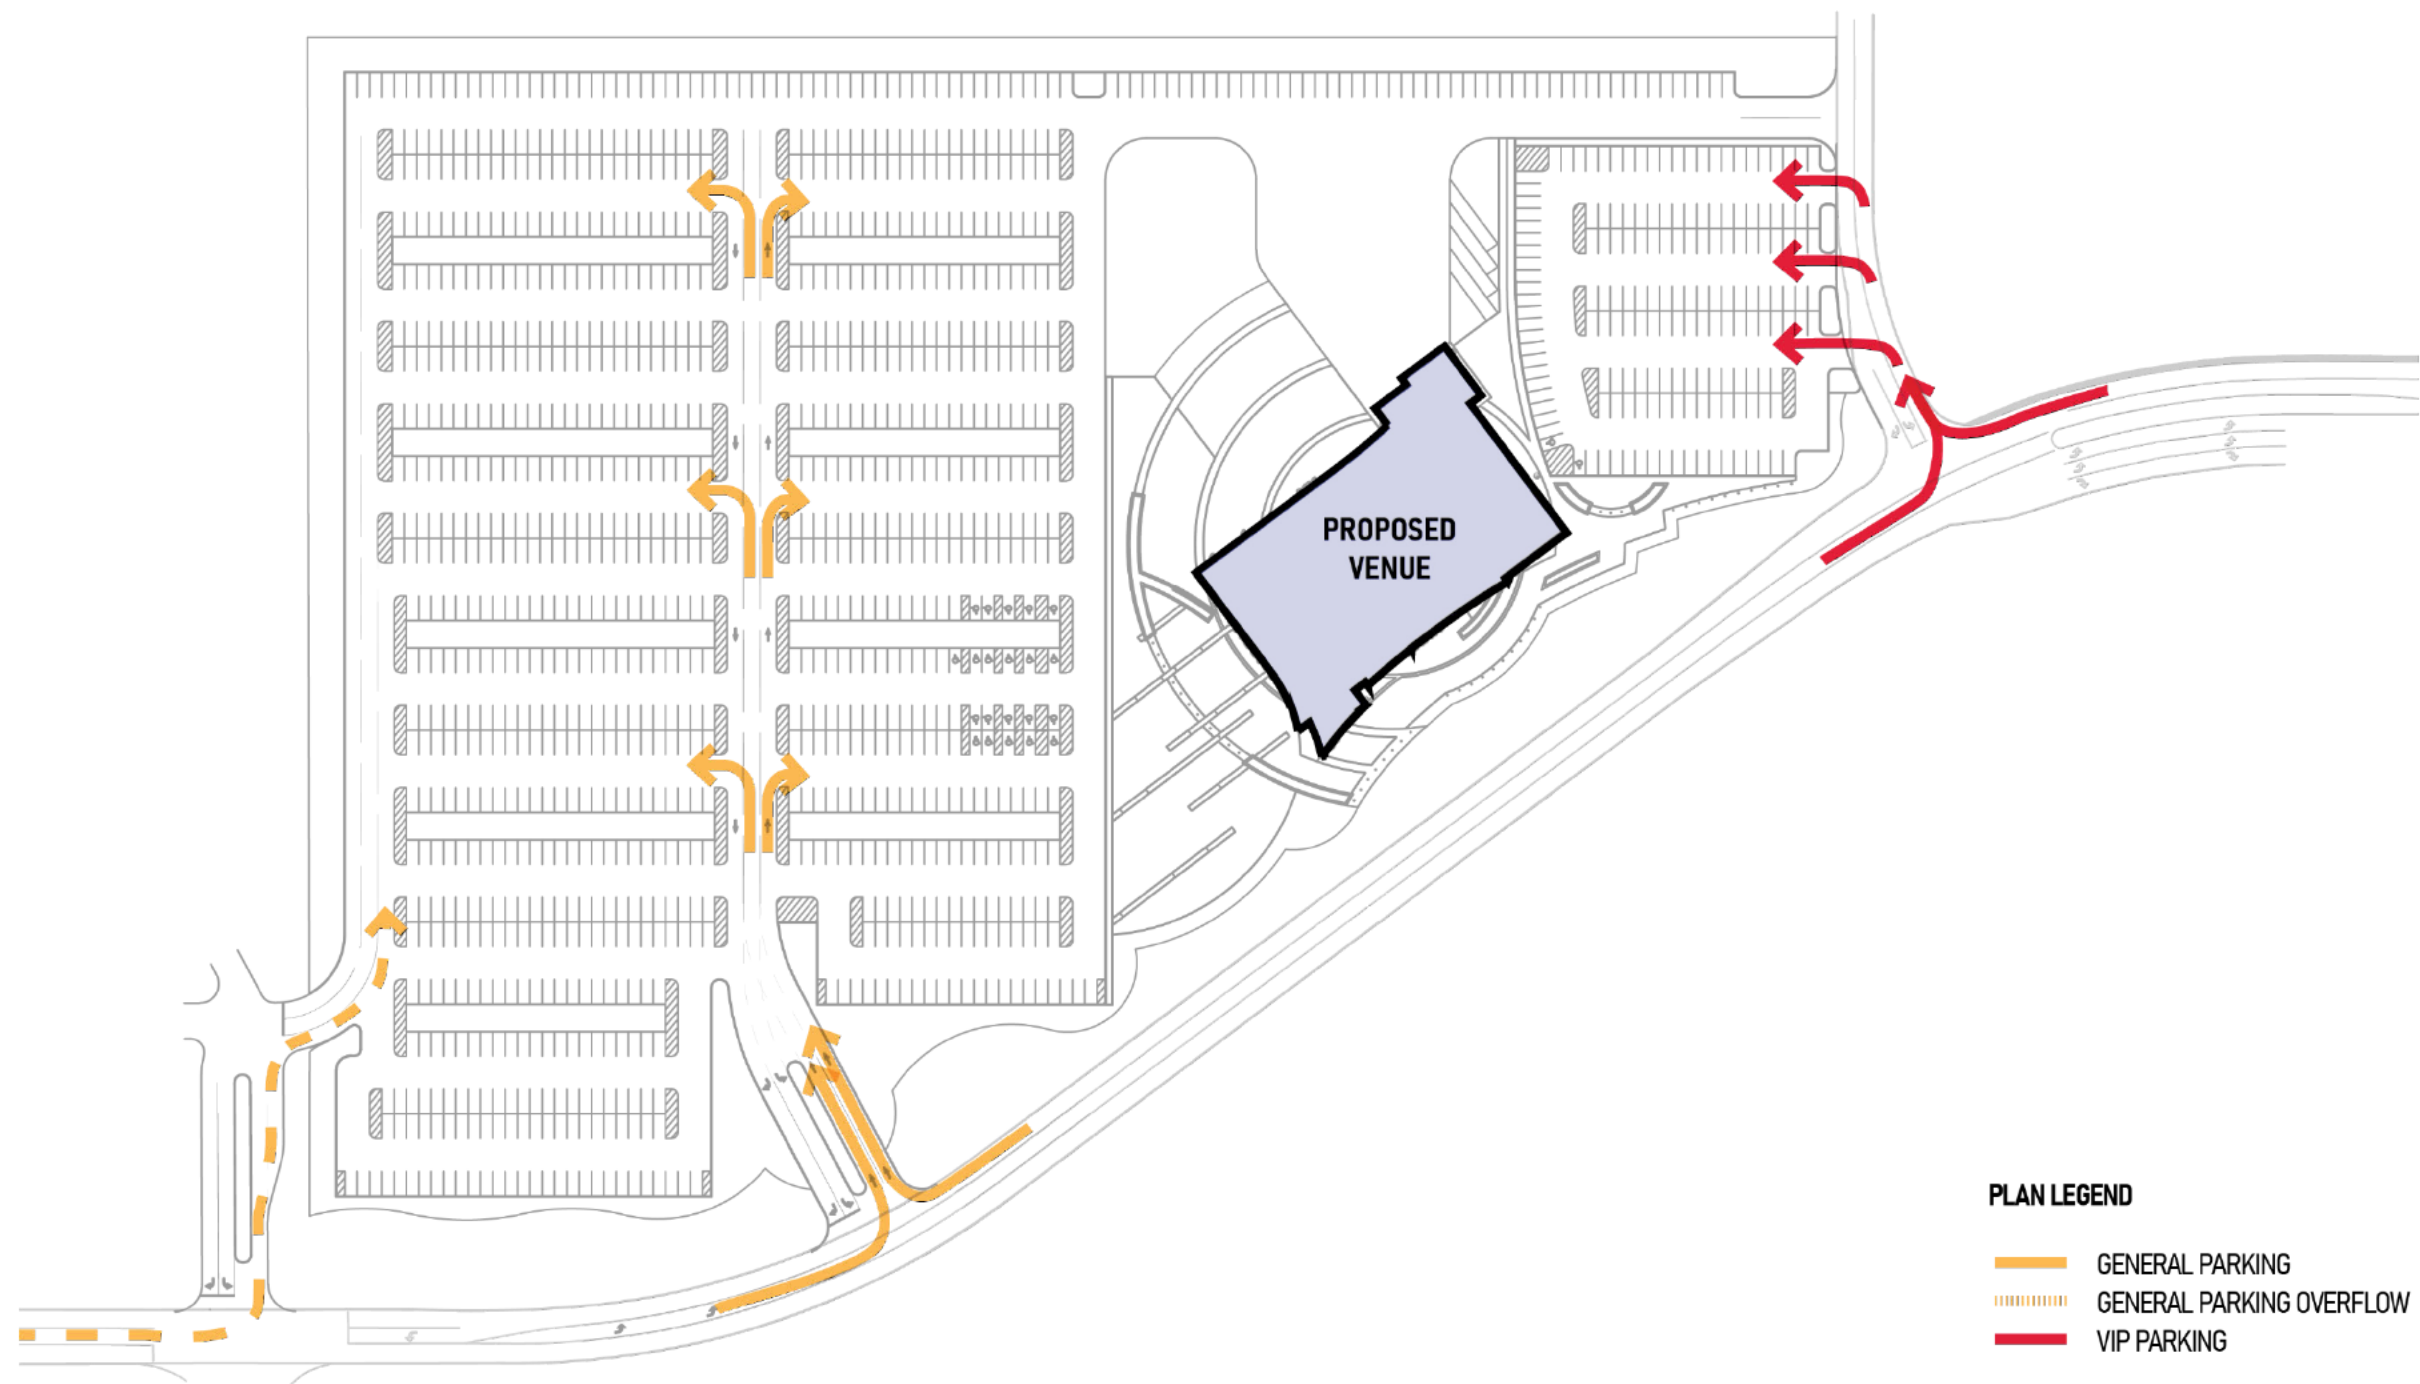 PROPOSED
VENUE
PLAN LEGEND
GENERAL PARKING
GENERAL PARKING OVERFLOW
VIP PARKING